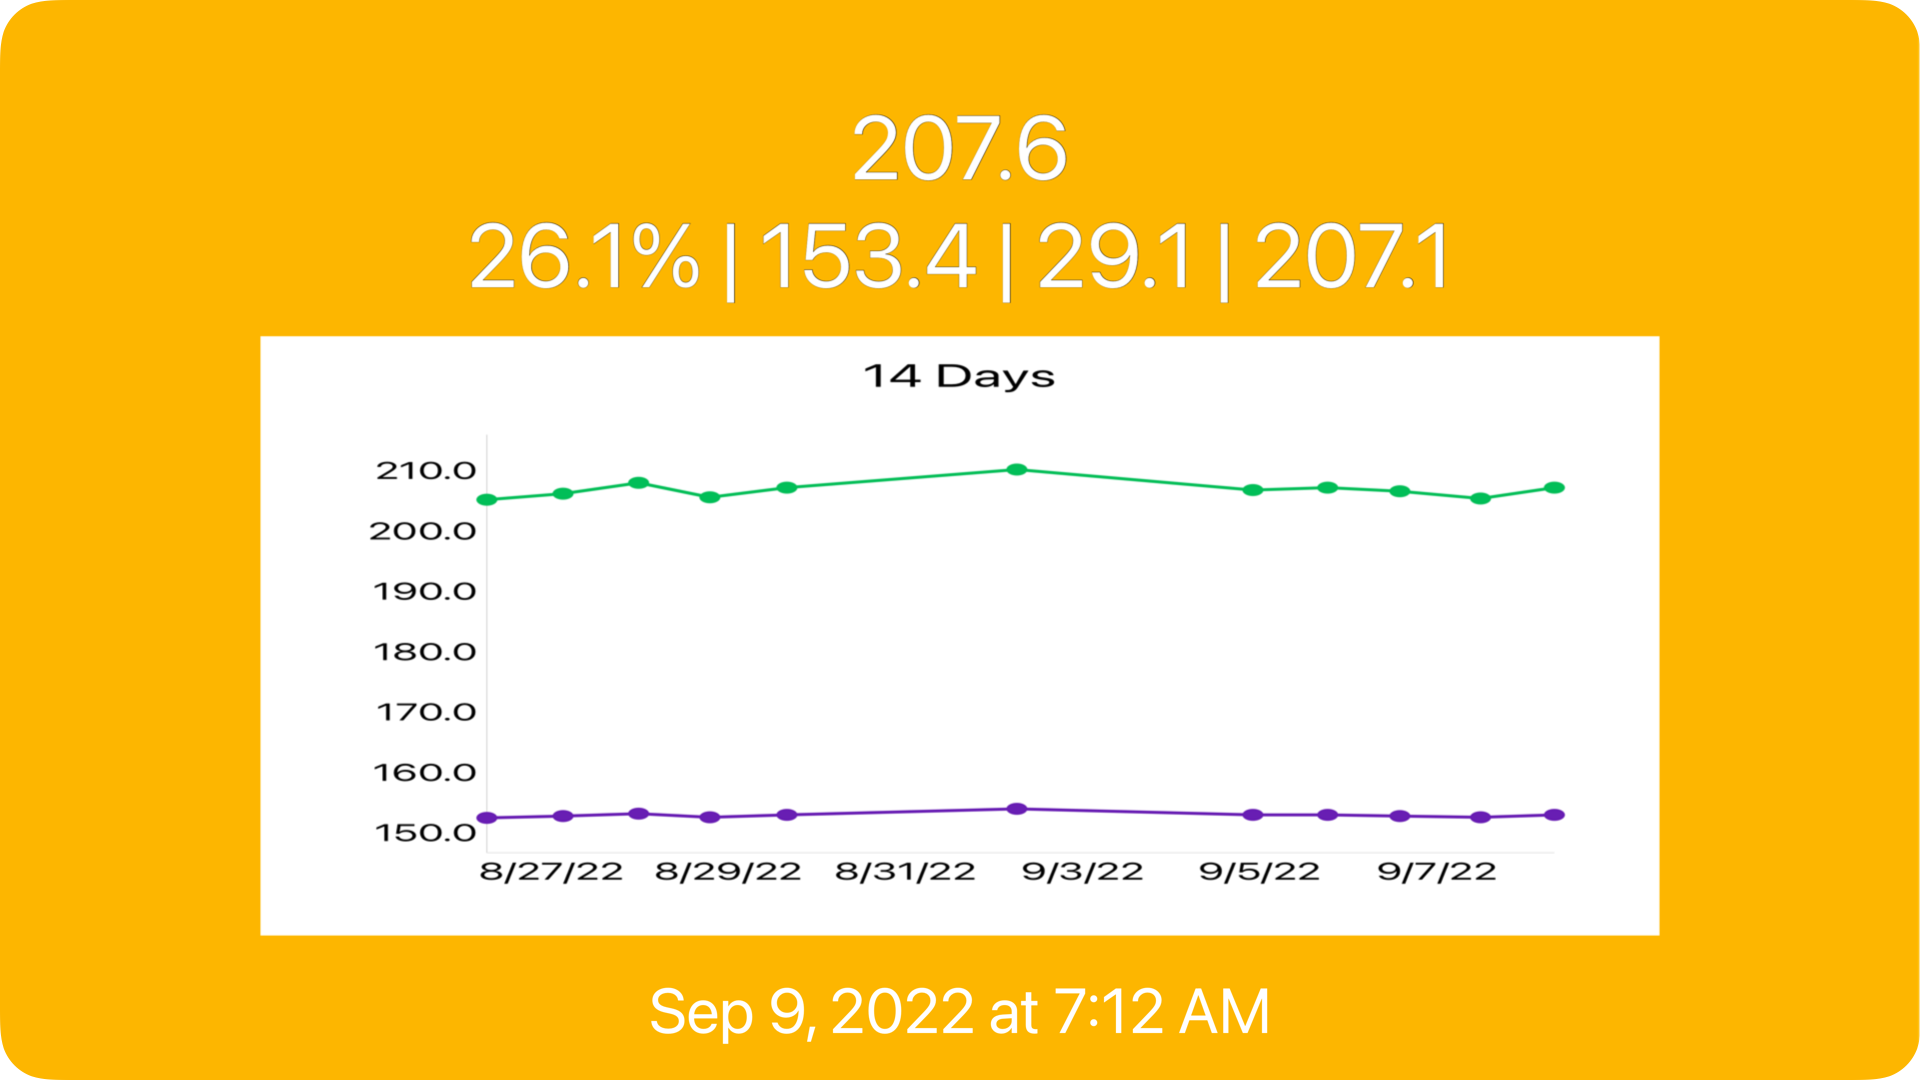 207.6
26.1% | 153.4 | 29.1 | 207.1
14 Days
210.0
200.0
190.0
180.0
170.0
160.0
150.0
8/27/22 8/29/22 8/31/22 9/3/22 9/5/22 9/7/22
Sep 9, 2022 at 7:12 AM